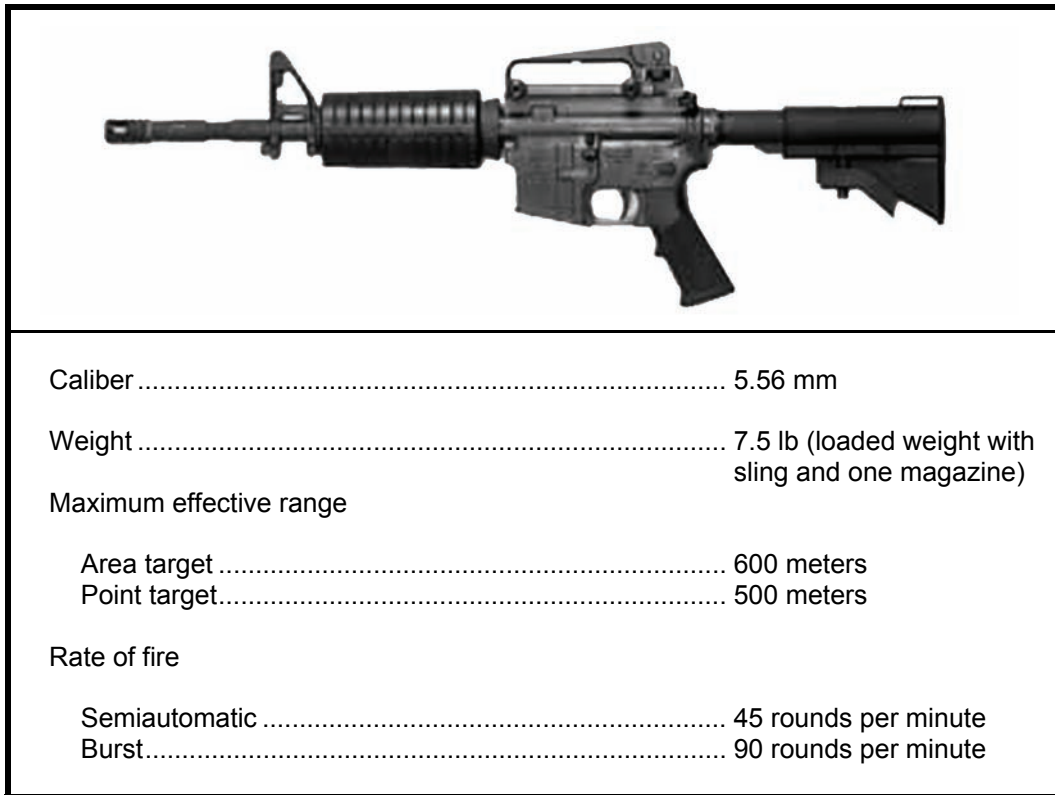 Caliber ................................................................................ 5.56 mm
Weight ............................................................................... 7.5 lb (loaded weight with
sling and one magazine)
Maximum effective range
Area target ..................................................................... 600 meters
Point target..................................................................... 500 meters
Rate of fire
Semiautomatic ............................................................... 45 rounds per minute
Burst............................................................................... 90 rounds per minute